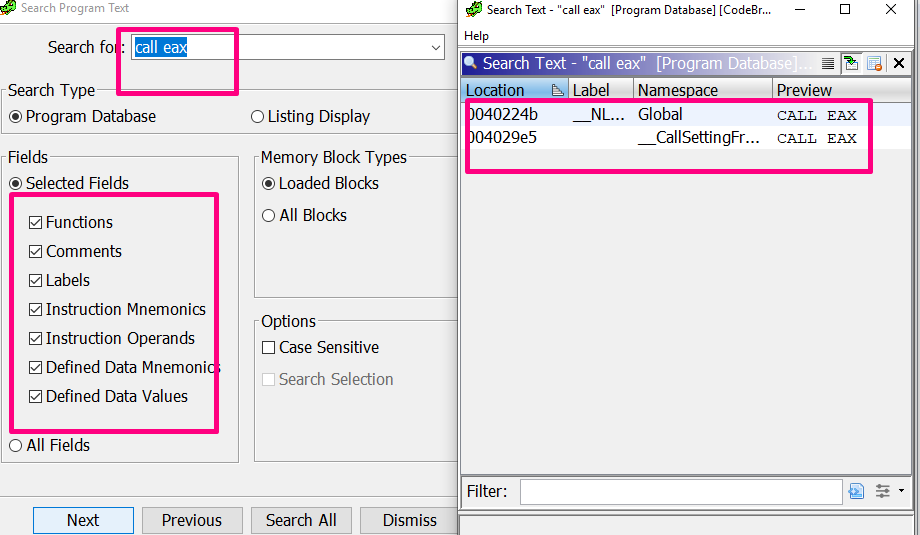 Search Program Text
Search for: call eax
Search Type
Program Database
Listing Display
Fields
Selected Fields
Functions
Comments
Labels
Instruction Mnemonics
Instruction Operands
Defined Data Mnemonics
Defined Data Values
All Fields
Memory Block Types
Loaded Blocks
All Blocks
Options
Case Sensitive
Search Selection
Next Previous Search All Dismiss
Search Text - "call eax" [Program Database] [CodeBr...
Help
Search Text - "call eax" [Program Database]...
Location Label Namespace Preview
0040224b __NL... Global CALL EAX
004029e5 __CallSettingFr... CALL EAX
Filter: